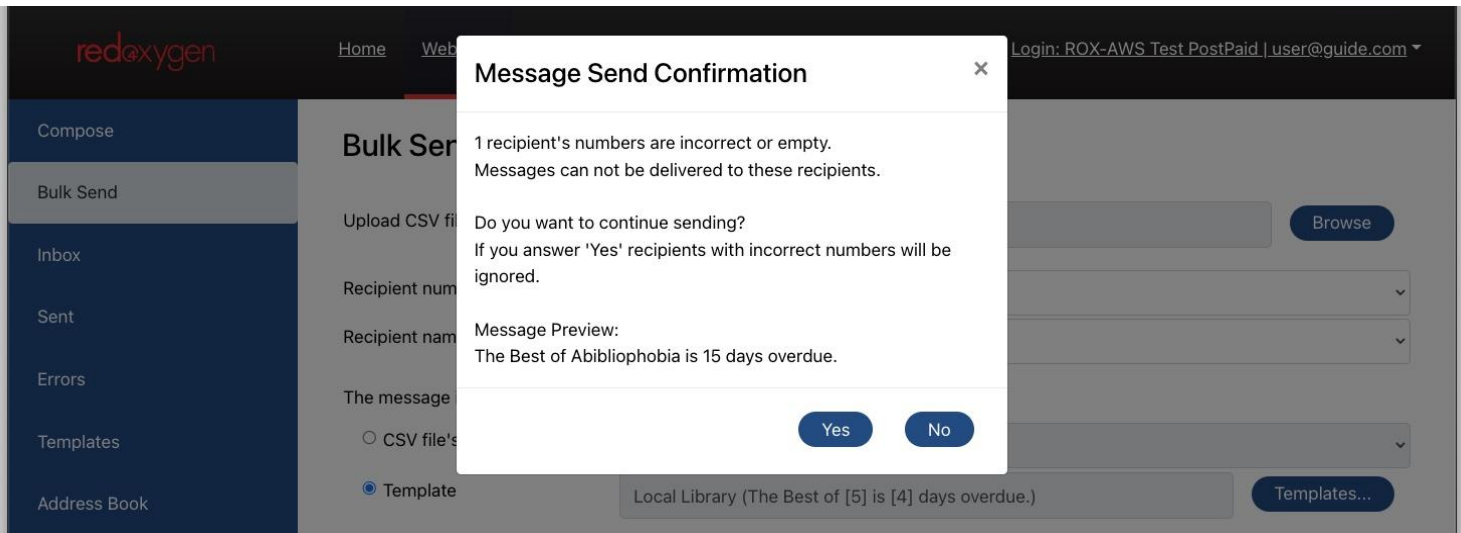 redoxygen
Home Web Login: ROX-AWS Test PostPaid | user@guide.com
Message Send Confirmation ×
Compose
Bulk Send
Inbox
Sent
Errors
Templates
Address Book
Bulk Sen
Upload CSV fil
Browse
Recipient num
Recipient nam
The message
CSV file's
Template
Local Library (The Best of [5] is [4] days overdue.)
Templates...
1 recipient's numbers are incorrect or empty.
Messages can not be delivered to these recipients.
Do you want to continue sending?
If you answer 'Yes' recipients with incorrect numbers will be
ignored.
Message Preview:
The Best of Abibliophobia is 15 days overdue.
Yes No